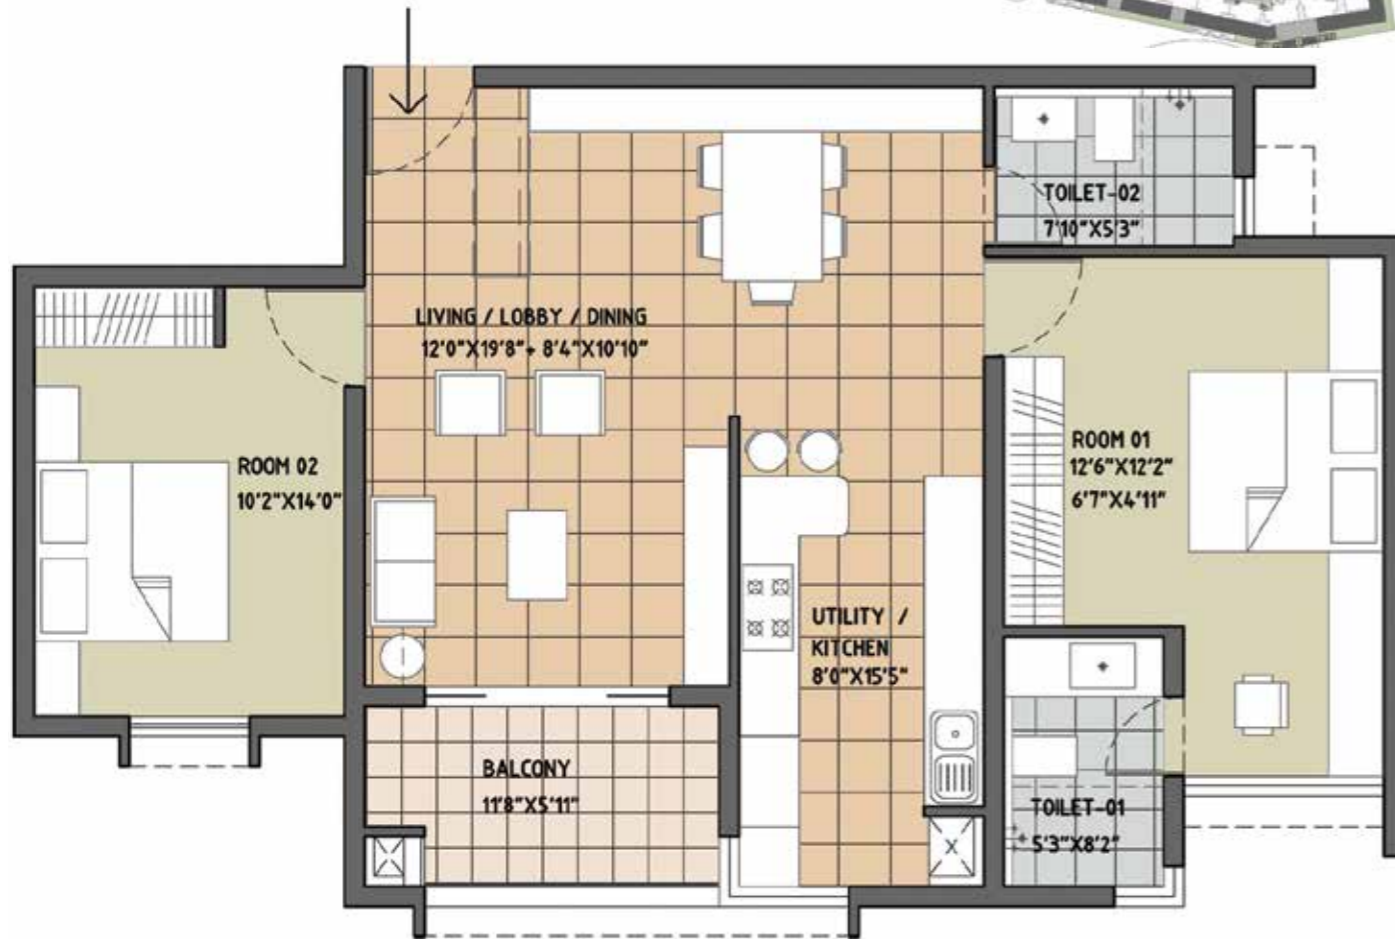 TOILET-02
7'10"X5'3"
LIVING / LOBBY / DINING
12'0"X19'8"+ 8'4"X10'10"
ROOM 02
10'2"X14'0"
ROOM 01
12'6"X12'2"
6'7"X4'11"
UTILITY /
KITCHEN
8'0"X15'5"
BALCONY
11'8"X5'11"
TOILET-01
5'3"X8'2"